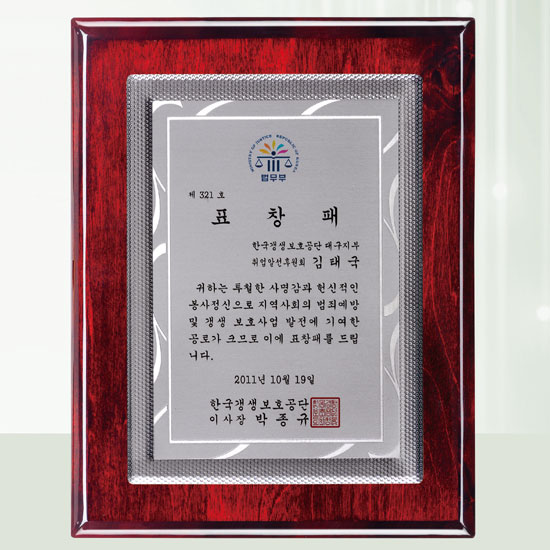 MINISTRY OF JUSTICE REPUBLIC OF KOREA
법무부
제 321 호
표 창 패
한국갱생보호공단 대구지부
취업알선후원회 김 태 국
귀하는 투철한 사명감과 헌신적인
봉사정신으로 지역사회의 범죄예방
및 갱생 보호사업 발전에 기여한
공로가 크므로 이에 표창패를 드립
니다.
2011년 10월 19일
한국갱생보호공단
이사장 박 종 규